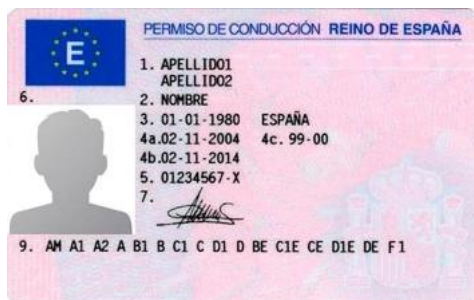 PERMISO DE CONDUCCIÓN REINO DE ESPAÑA
E
1. APELLIDO1
APELLIDO2
6.
2. NOMBRE
3. 01-01-1980 ESPAÑA
4a.02-11-2004 4c. 99-00
4b.02-11-2014
5. 01234567-X
7.
9. AM A1 A2 A B1 B C1 C D1 D BE C1E CE D1E DE F1